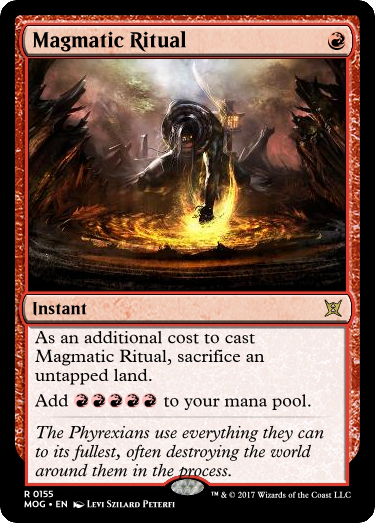 Magmatic Ritual
Instant
As an additional cost to cast
Magmatic Ritual, sacrifice an
untapped land.
Add to your mana pool.
The Phyrexians use everything they can
to its fullest, often destroying the world
around them in the process.
R 0155
MOG • EN Levi Szilard Peterfi
™ & © 2017 Wizards of the Coast LLC